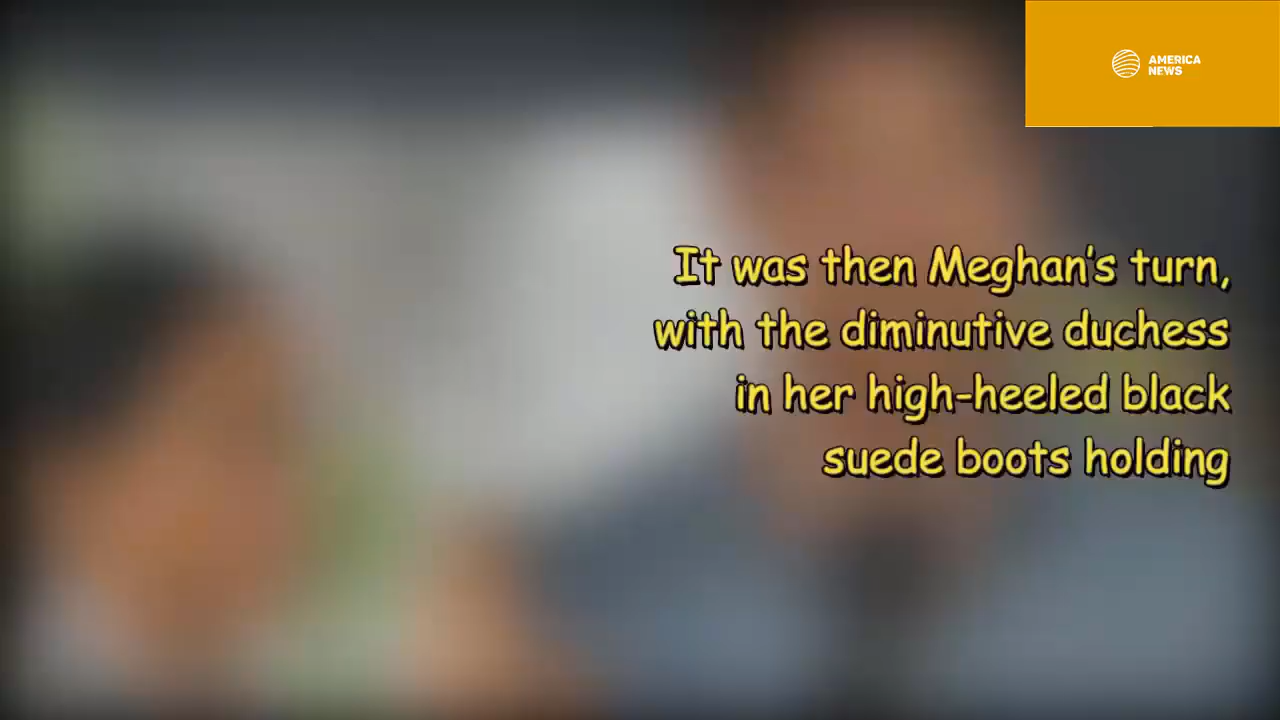 AMERICA
NEWS
It was then Meghan's turn,
with the diminutive duchess
in her high-heeled black
suede boots holding